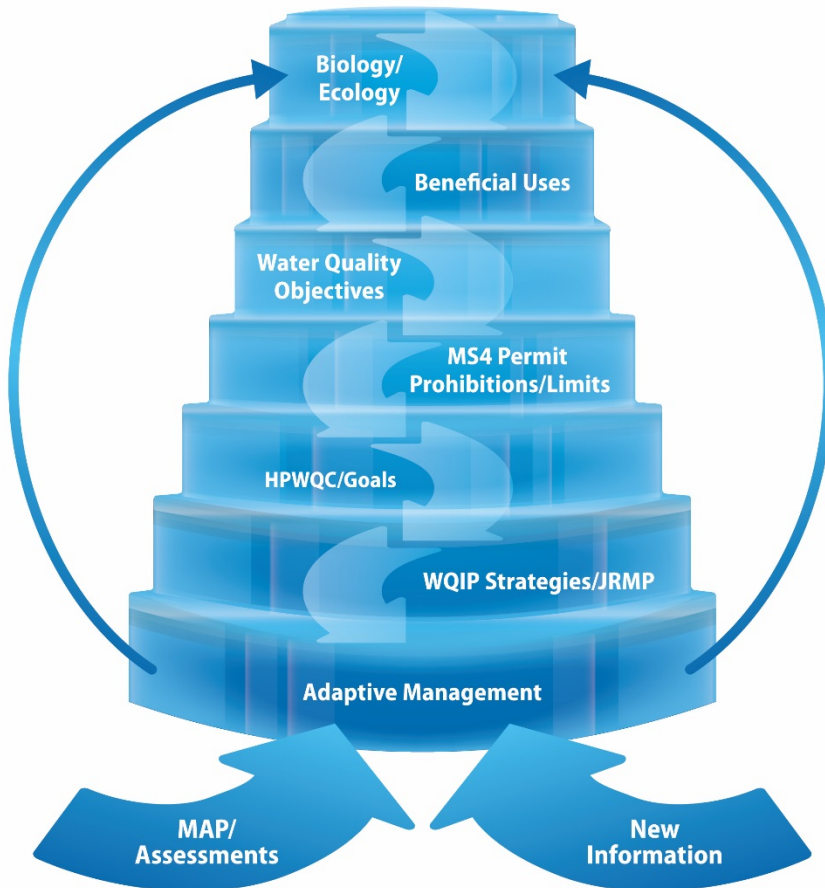 Biology/
Ecology
Beneficial Uses
Water Quality
Objectives
MS4 Permit
Prohibitions/Limits
HPWQC/Goals
WQIP Strategies/JRMP
Adaptive Management
MAP/
Assessments
New
Information